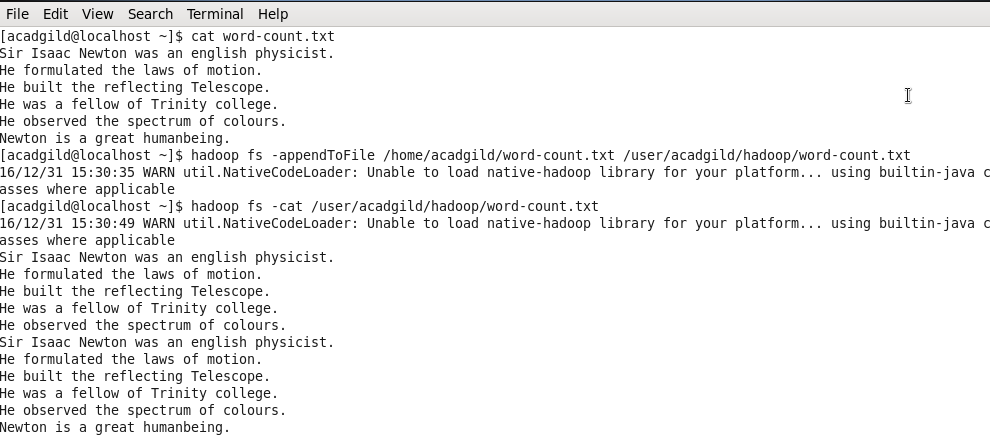 File Edit View Search Terminal Help
[acadgild@localhost ~]$ cat word-count.txt
Sir Isaac Newton was an english physicist.
He formulated the laws of motion.
He built the reflecting Telescope.
He was a fellow of Trinity college.
He observed the spectrum of colours.
Newton is a great humanbeing.
[acadgild@localhost ~]$ hadoop fs -appendToFile /home/acadgild/word-count.txt /user/acadgild/hadoop/word-count.txt
16/12/31 15:30:35 WARN util.NativeCodeLoader: Unable to load native-hadoop library for your platform... using builtin-java c
asses where applicable
[acadgild@localhost ~]$ hadoop fs -cat /user/acadgild/hadoop/word-count.txt
16/12/31 15:30:49 WARN util.NativeCodeLoader: Unable to load native-hadoop library for your platform... using builtin-java c
asses where applicable
Sir Isaac Newton was an english physicist.
He formulated the laws of motion.
He built the reflecting Telescope.
He was a fellow of Trinity college.
He observed the spectrum of colours.
Sir Isaac Newton was an english physicist.
He formulated the laws of motion.
He built the reflecting Telescope.
He was a fellow of Trinity college.
He observed the spectrum of colours.
Newton is a great humanbeing.